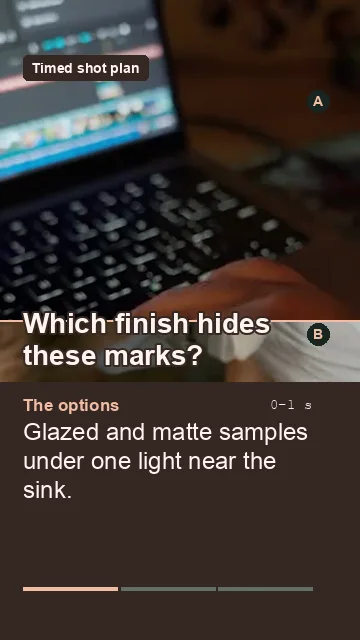 Timed shot plan
A
Which finish hides
these marks?
B
The options
0–1 s
Glazed and matte samples
under one light near the
sink.